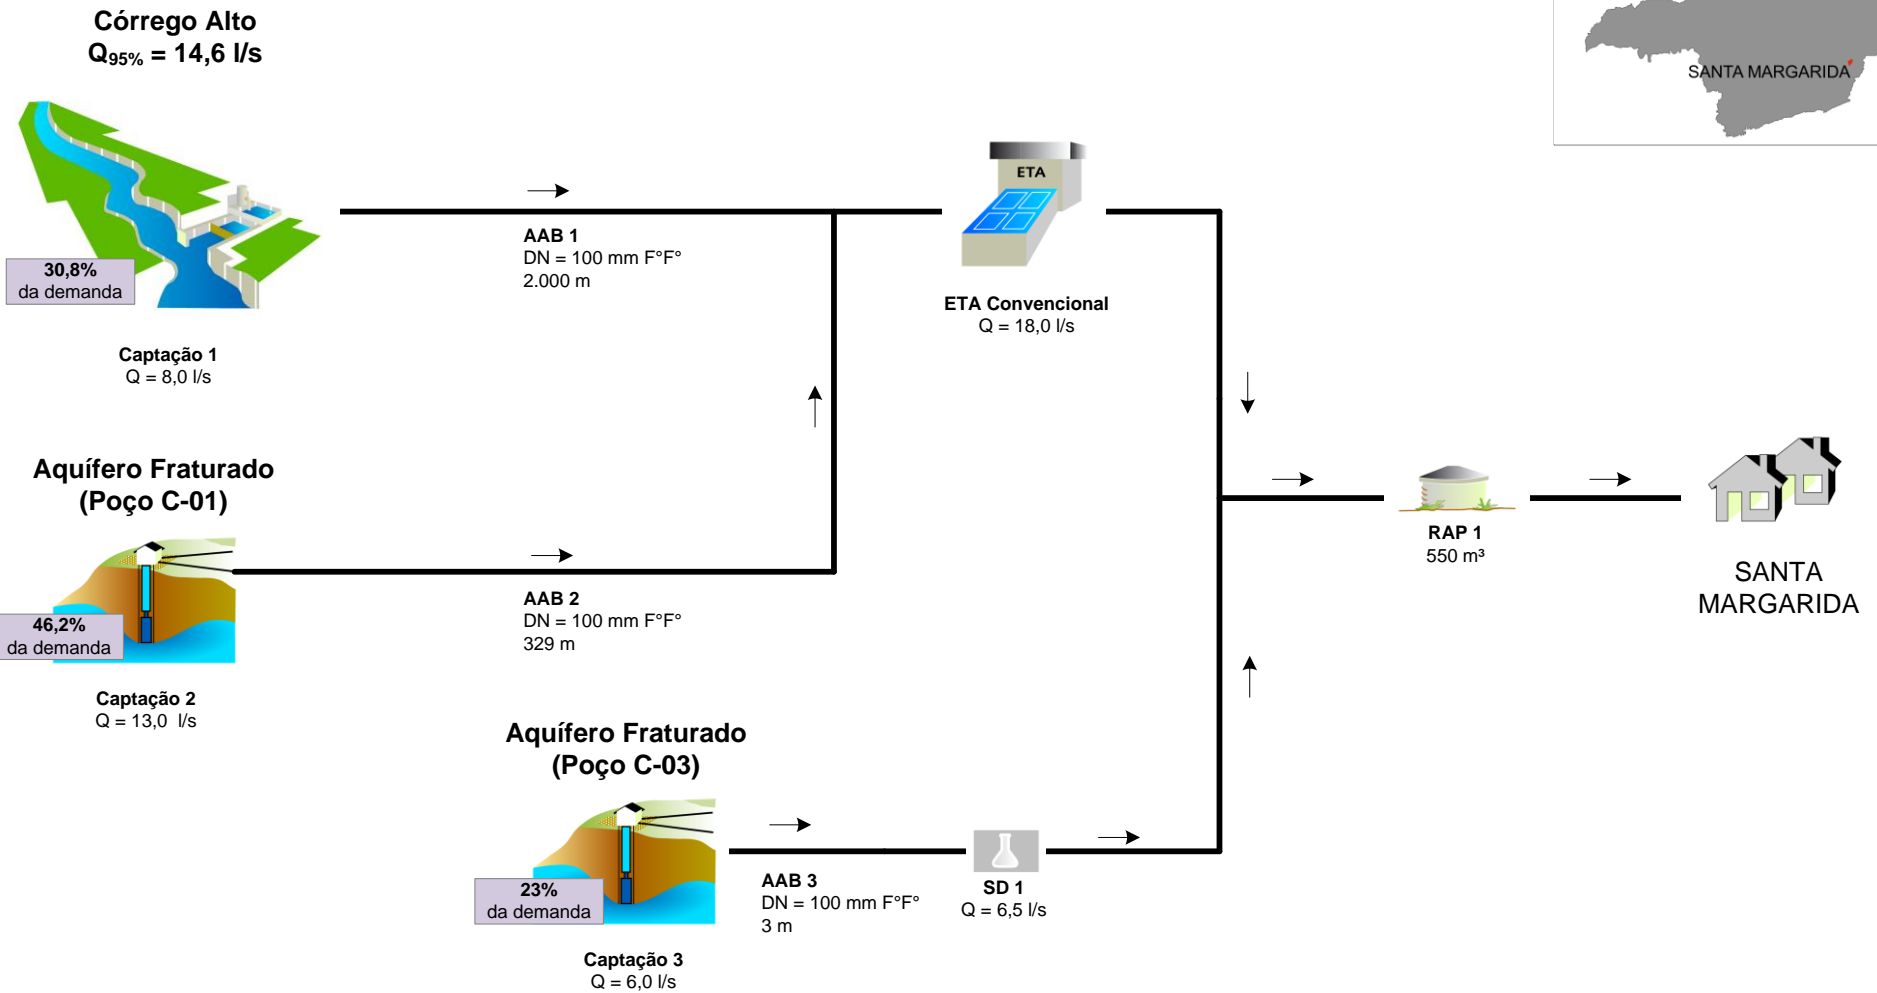 Córrego Alto
Q95% = 14,6 l/s
SANTA MARGARIDA
30,8%
da demanda
Captação 1
Q = 8,0 l/s
AAB 1
DN = 100 mm F°F°
2.000 m
ETA
ETA Convencional
Q = 18,0 l/s
Aquífero Fraturado
(Poço C-01)
46,2%
da demanda
Captação 2
Q = 13,0 l/s
AAB 2
DN = 100 mm F°F°
329 m
RAP 1
550 m³
SANTA
MARGARIDA
Aquífero Fraturado
(Poço C-03)
23%
da demanda
Captação 3
Q = 6,0 l/s
AAB 3
DN = 100 mm F°F°
3 m
SD 1
Q = 6,5 l/s